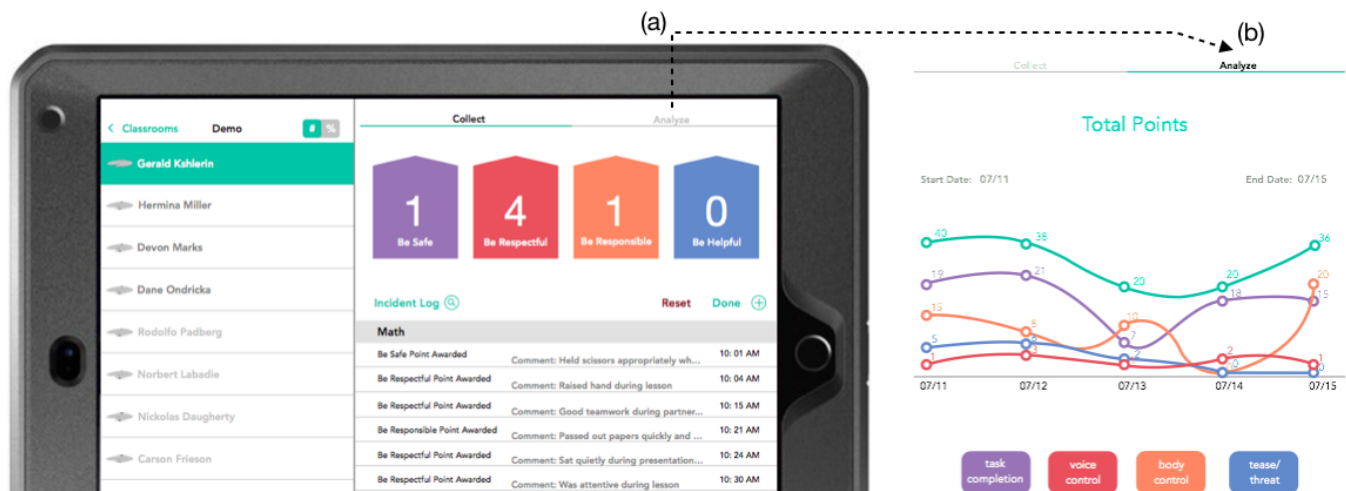 (a)
(b)
Classrooms Demo # %
Gerald Kshlerin
Hermina Miller
Devon Marks
Dane Ondricka
Rodolfo Padberg
Norbert Labadie
Nickolas Daugherty
Carson Frieson
Collect Analyze
1 4 1 0
Be Safe Be Respectful Be Responsible Be Helpful
Incident Log Reset Done
Math
Be Safe Point Awarded Comment: Held scissors appropriately wh... 10: 01 AM
Be Respectful Point Awarded Comment: Raised hand during lesson 10: 04 AM
Be Respectful Point Awarded Comment: Good teamwork during partner... 10: 15 AM
Be Responsible Point Awarded Comment: Passed out papers quickly and ... 10: 21 AM
Be Respectful Point Awarded Comment: Sat quietly during presentation... 10: 24 AM
Be Respectful Point Awarded Comment: Was attentive during lesson 10: 30 AM
Collect Analyze
Total Points
Start Date: 07/11 End Date: 07/15
40 38 20 20 36
19 21 7 18 15
15 10 20
5 2 0
1 3 2 1
07/11 07/12 07/13 07/14 07/15
task completion
voice control
body control
tease/ threat